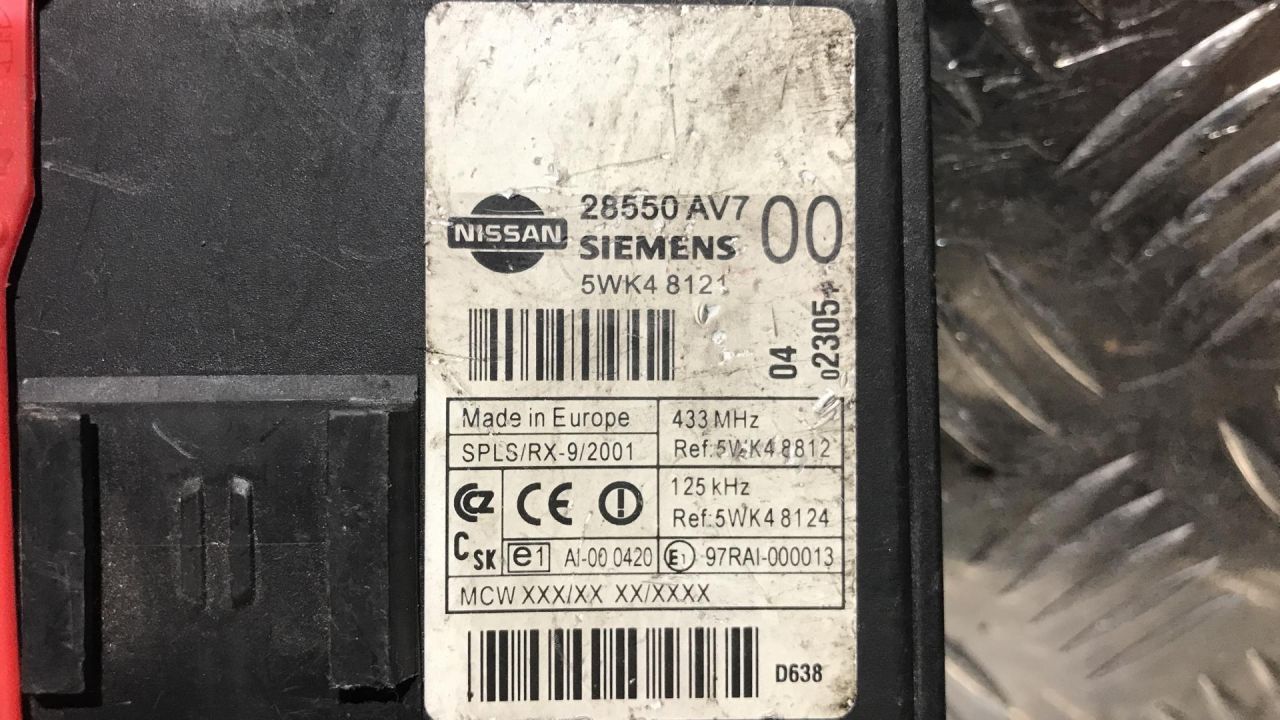 28550 AV7 00
NISSAN
SIEMENS
5WK4 8121
04
02305+
Made in Europe
433 MHz
SPLS/RX-9/2001
Ref:5WK4 8812
CZ
CE
125 kHz
Ref:5WK4 8124
CSK
e1
AI-00 0420
E1
97RAI-000013
MCW XXX/XX XX/XXXX
D638